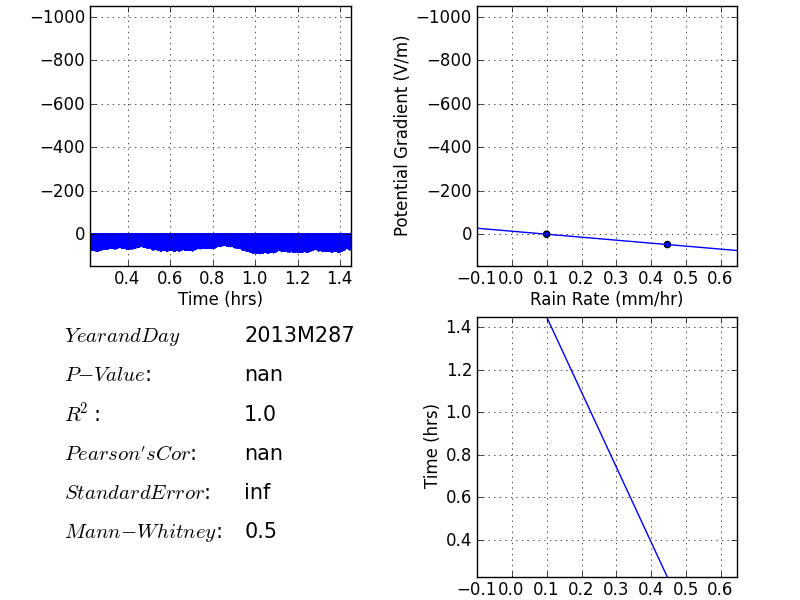 −1000
−800
−600
−400
−200
0
0.4 0.6 0.8 1.0 1.2 1.4
Time (hrs)
Potential Gradient (V/m)
−1000
−800
−600
−400
−200
0
−0.1 0.0 0.1 0.2 0.3 0.4 0.5 0.6
Rain Rate (mm/hr)
YearandDay 2013M287
P−Value: nan
R²: 1.0
Pearson'sCor: nan
StandardError: inf
Mann−Whitney: 0.5
Time (hrs)
1.4
1.2
1.0
0.8
0.6
0.4
−0.1 0.0 0.1 0.2 0.3 0.4 0.5 0.6